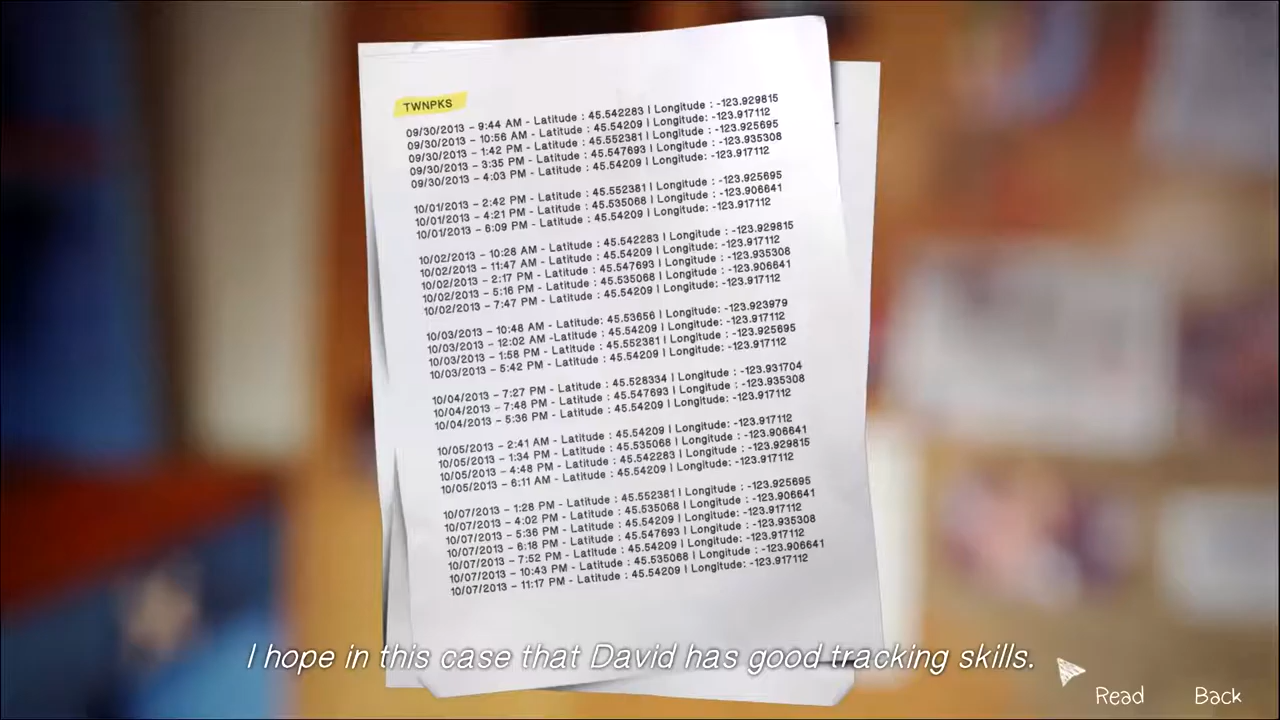 TWNPKS
09/30/2013 - 9:44 AM - Latitude : 45.542283 | Longitude : -123.929815
09/30/2013 - 10:56 AM - Latitude : 45.54209 | Longitude: -123.917112
09/30/2013 - 1:42 PM - Latitude : 45.552381 | Longitude : -123.925695
09/30/2013 - 3:35 PM - Latitude : 45.547693 | Longitude : -123.935308
09/30/2013 - 4:03 PM - Latitude : 45.54209 | Longitude: -123.917112
10/01/2013 - 2:42 PM - Latitude : 45.552381 | Longitude : -123.925695
10/01/2013 - 4:21 PM - Latitude : 45.535068 | Longitude : -123.906641
10/01/2013 - 6:09 PM - Latitude : 45.54209 | Longitude: -123.917112
10/02/2013 - 10:28 AM - Latitude : 45.542283 | Longitude : -123.929815
10/02/2013 - 11:47 AM - Latitude : 45.54209 | Longitude: -123.917112
10/02/2013 - 2:17 PM - Latitude : 45.547693 | Longitude : -123.935308
10/02/2013 - 5:16 PM - Latitude : 45.535068 | Longitude : -123.906641
10/02/2013 - 7:47 PM - Latitude : 45.54209 | Longitude: -123.917112
10/03/2013 - 10:48 AM - Latitude: 45.53656 | Longitude: -123.923979
10/03/2013 - 12:02 AM -Latitude : 45.54209 | Longitude: -123.917112
10/03/2013 - 1:58 PM - Latitude : 45.552381 | Longitude : -123.925695
10/03/2013 - 5:42 PM - Latitude : 45.54209 | Longitude: -123.917112
10/04/2013 - 7:27 PM - Latitude : 45.528334 | Longitude : -123.931704
10/04/2013 - 7:48 PM - Latitude : 45.547693 | Longitude : -123.935308
10/04/2013 - 5:36 PM - Latitude : 45.54209 | Longitude: -123.917112
10/05/2013 - 2:41 AM - Latitude : 45.54209 | Longitude : -123.917112
10/05/2013 - 1:34 PM - Latitude : 45.535068 | Longitude : -123.906641
10/05/2013 - 4:48 PM - Latitude : 45.542283 | Longitude : -123.929815
10/05/2013 - 6:11 AM - Latitude : 45.54209 | Longitude: -123.917112
10/07/2013 - 1:28 PM - Latitude : 45.552381 | Longitude : -123.925695
10/07/2013 - 4:02 PM - Latitude : 45.535068 | Longitude : -123.906641
10/07/2013 - 5:36 PM - Latitude : 45.54209 | Longitude: -123.917112
10/07/2013 - 6:18 PM - Latitude : 45.547693 | Longitude : -123.935308
10/07/2013 - 7:52 PM - Latitude : 45.54209 | Longitude: -123.917112
10/07/2013 - 10:43 PM - Latitude : 45.535068 | Longitude : -123.906641
10/07/2013 - 11:17 PM - Latitude : 45.54209 | Longitude: -123.917112
I hope in this case that David has good tracking skills.
Read Back